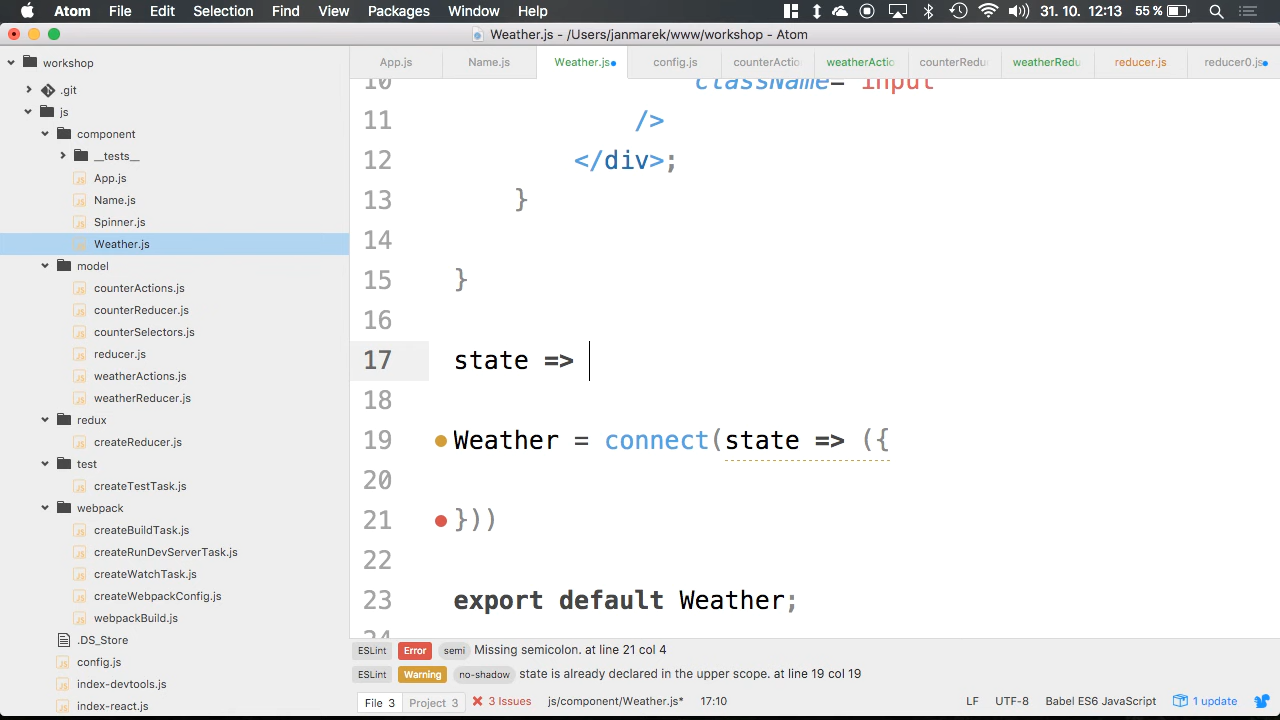 Atom File Edit Selection Find View Packages Window Help 31. 10. 12:13 55 %
Weather.js - /Users/janmarek/www/workshop - Atom
workshop
.git
js
component
__tests__
App.js
Name.js
Spinner.js
Weather.js
model
counterActions.js
counterReducer.js
counterSelectors.js
reducer.js
weatherActions.js
weatherReducer.js
redux
createReducer.js
test
createTestTask.js
webpack
createBuildTask.js
createRunDevServerTask.js
createWatchTask.js
createWebpackConfig.js
webpackBuild.js
.DS_Store
config.js
index-devtools.js
index-react.js
App.js Name.js Weather.js config.js counterActio weatherActio counterRedu weatherRedu reducer.js reducer0.js
10 className="input"
11 />
12 </div>;
13 }
14
15 }
16
17 state =>
18
19 Weather = connect(state => ({
20
21 }))
22
23 export default Weather;
24
ESLint Error semi Missing semicolon. at line 21 col 4
ESLint Warning no-shadow state is already declared in the upper scope. at line 19 col 19
File 3 Project 3 3 Issues js/component/Weather.js* 17:10 LF UTF-8 Babel ES6 JavaScript 1 update